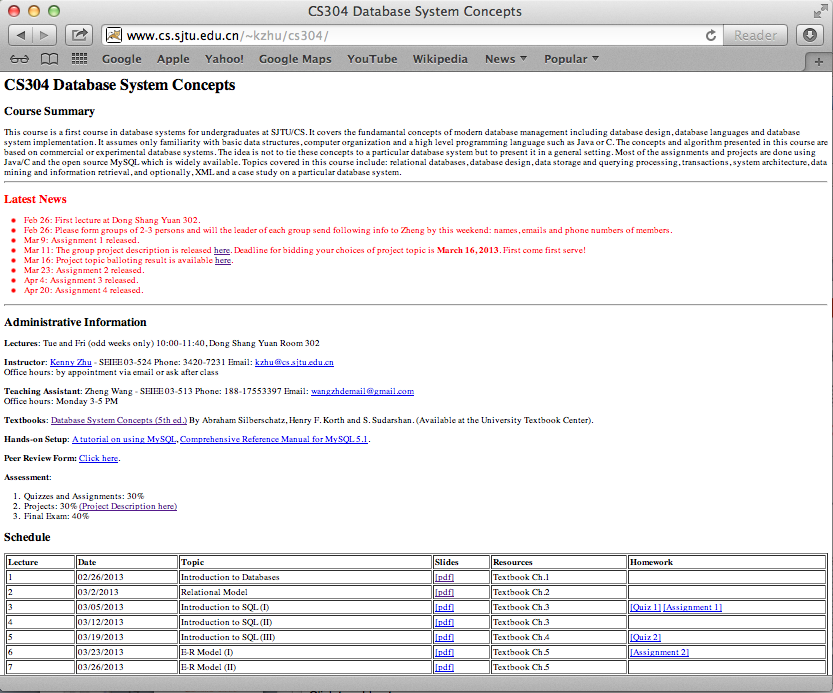 CS304 Database System Concepts
www.cs.sjtu.edu.cn/~kzhu/cs304/
Reader
Google Apple Yahoo! Google Maps YouTube Wikipedia News Popular
CS304 Database System Concepts
Course Summary
This course is a first course in database systems for undergraduates at SJTU/CS. It covers the fundamantal concepts of modern database management including database design, database languages and database
system implementation. It assumes only familiarity with basic data structures, computer organization and a high level programming language such as Java or C. The concepts and algorithm presented in this course are
based on commercial or experimental database systems. The idea is not to tie these concepts to a particular database system but to present it in a general setting. Most of the assignments and projects are done using
Java/C and the open source MySQL which is widely available. Topics covered in this course include: relational databases, database design, data storage and querying processing, transactions, system architecture, data
mining and information retrieval, and optionally, XML and a case study on a particular database system.
Latest News
Feb 26: First lecture at Dong Shang Yuan 302.
Feb 26: Please form groups of 2-3 persons and will the leader of each group send following info to Zheng by this weekend: names, emails and phone numbers of members.
Mar 9: Assignment 1 released.
Mar 11: The group project description is released here. Deadline for bidding your choices of project topic is March 16, 2013. First come first serve!
Mar 16: Project topic balloting result is available here.
Mar 23: Assignment 2 released.
Apr 4: Assignment 3 released.
Apr 20: Assignment 4 released.
Administrative Information
Lectures: Tue and Fri (odd weeks only) 10:00-11:40, Dong Shang Yuan Room 302
Instructor: Kenny Zhu - SEIEE 03-524 Phone: 3420-7231 Email: kzhu@cs.sjtu.edu.cn
Office hours: by appointment via email or ask after class
Teaching Assistant: Zheng Wang - SEIEE 03-513 Phone: 188-17553397 Email: wangzhdemail@gmail.com
Office hours: Monday 3-5 PM
Textbooks: Database System Concepts (5th ed.) By Abraham Silberschatz, Henry F. Korth and S. Sudarshan. (Available at the University Textbook Center).
Hands-on Setup: A tutorial on using MySQL, Comprehensive Reference Manual for MySQL 5.1.
Peer Review Form: Click here.
Assessment:
1. Quizzes and Assignments: 30%
2. Projects: 30% (Project Description here)
3. Final Exam: 40%
Schedule
Lecture Date Topic Slides Resources Homework
1 02/26/2013 Introduction to Databases [pdf] Textbook Ch.1
2 03/2/2013 Relational Model [pdf] Textbook Ch.2
3 03/05/2013 Introduction to SQL (I) [pdf] Textbook Ch.3 [Quiz 1] [Assignment 1]
4 03/12/2013 Introduction to SQL (II) [pdf] Textbook Ch.3
5 03/19/2013 Introduction to SQL (III) [pdf] Textbook Ch.4 [Quiz 2]
6 03/23/2013 E-R Model (I) [pdf] Textbook Ch.5 [Assignment 2]
7 03/26/2013 E-R Model (II) [pdf] Textbook Ch.5